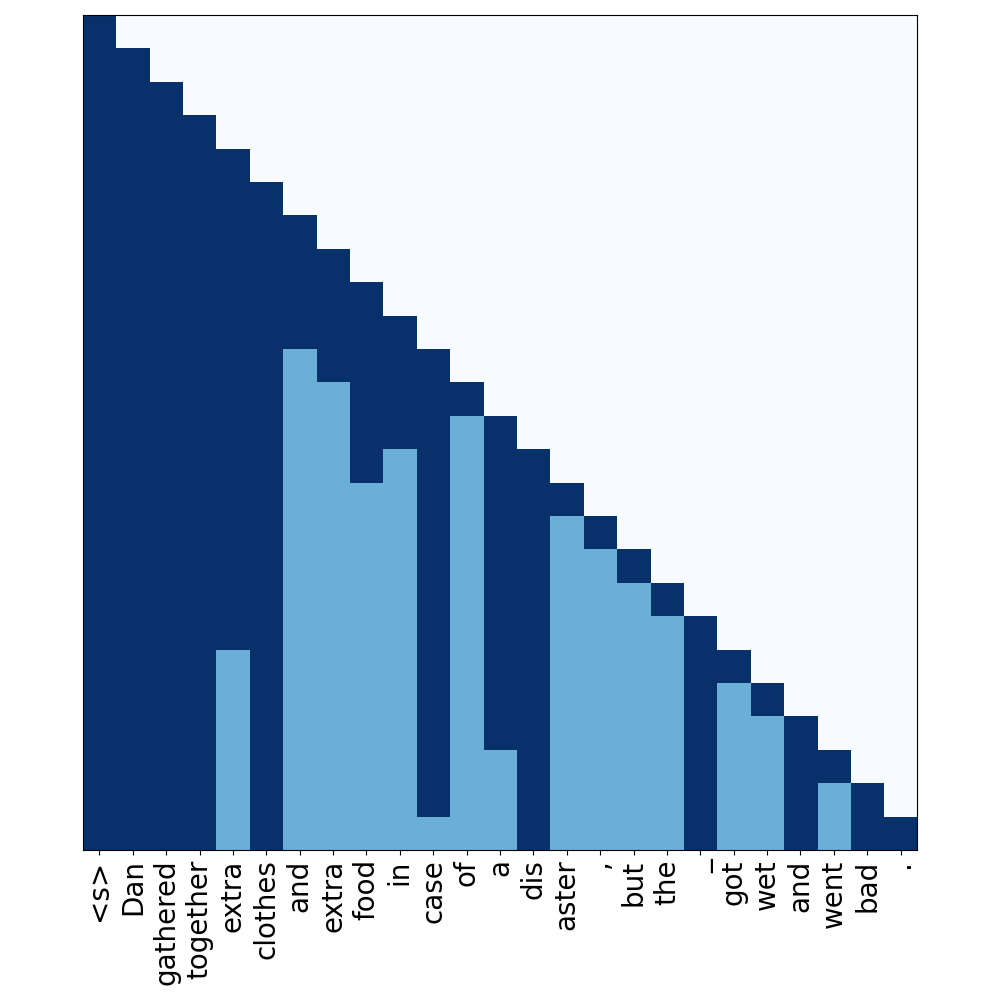 <s>
Dan
gathered
together
extra
clothes
and
extra
food
in
case
of
a
dis
aster
,
but
the
_
got
wet
and
went
bad
.